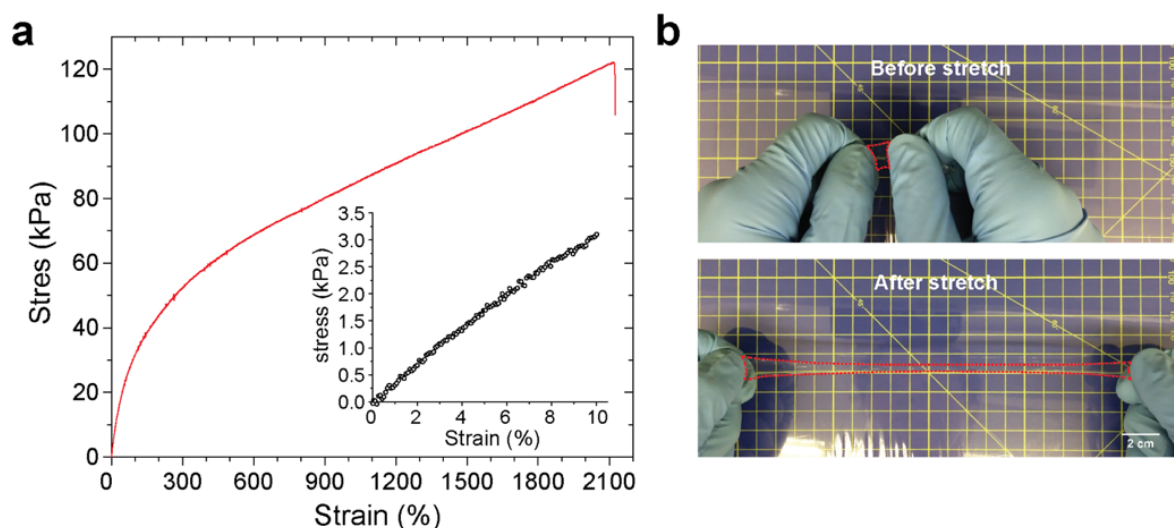 a
120
100
80
60
40
20
0
Stres (kPa)
0 300 600 900 1200 1500 1800 2100
Strain (%)
3.5
3.0
2.5
2.0
1.5
1.0
0.5
0.0
stress (kPa)
0 2 4 6 8 10
Strain (%)
b
Before stretch
After stretch
2 cm